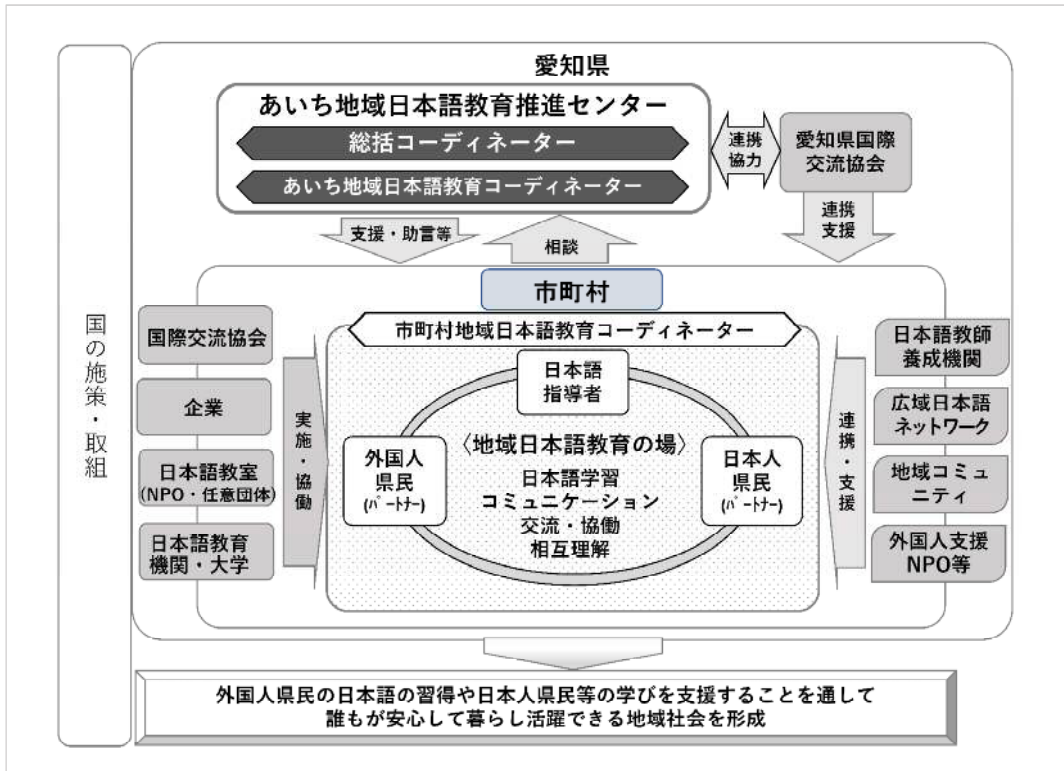 愛知県
あいち地域日本語教育推進センター
総括コーディネーター
あいち地域日本語教育コーディネーター
連携
協力
愛知県国際
交流協会
支援・助言等
相談
連携
支援
国の施策・取組
市町村
市町村地域日本語教育コーディネーター
国際交流協会
企業
日本語教室
(NPO・任意団体)
日本語教育
機関・大学
実施・協働
日本語
指導者
外国人
県民
(ﾊﾟｰﾄﾅｰ)
〈地域日本語教育の場〉
日本語学習
コミュニケーション
交流・協働
相互理解
日本人
県民
(ﾊﾟｰﾄﾅｰ)
連携・支援
日本語教師
養成機関
広域日本語
ネットワーク
地域コミュ
ニティ
外国人支援
NPO等
外国人県民の日本語の習得や日本人県民等の学びを支援することを通して
誰もが安心して暮らし活躍できる地域社会を形成